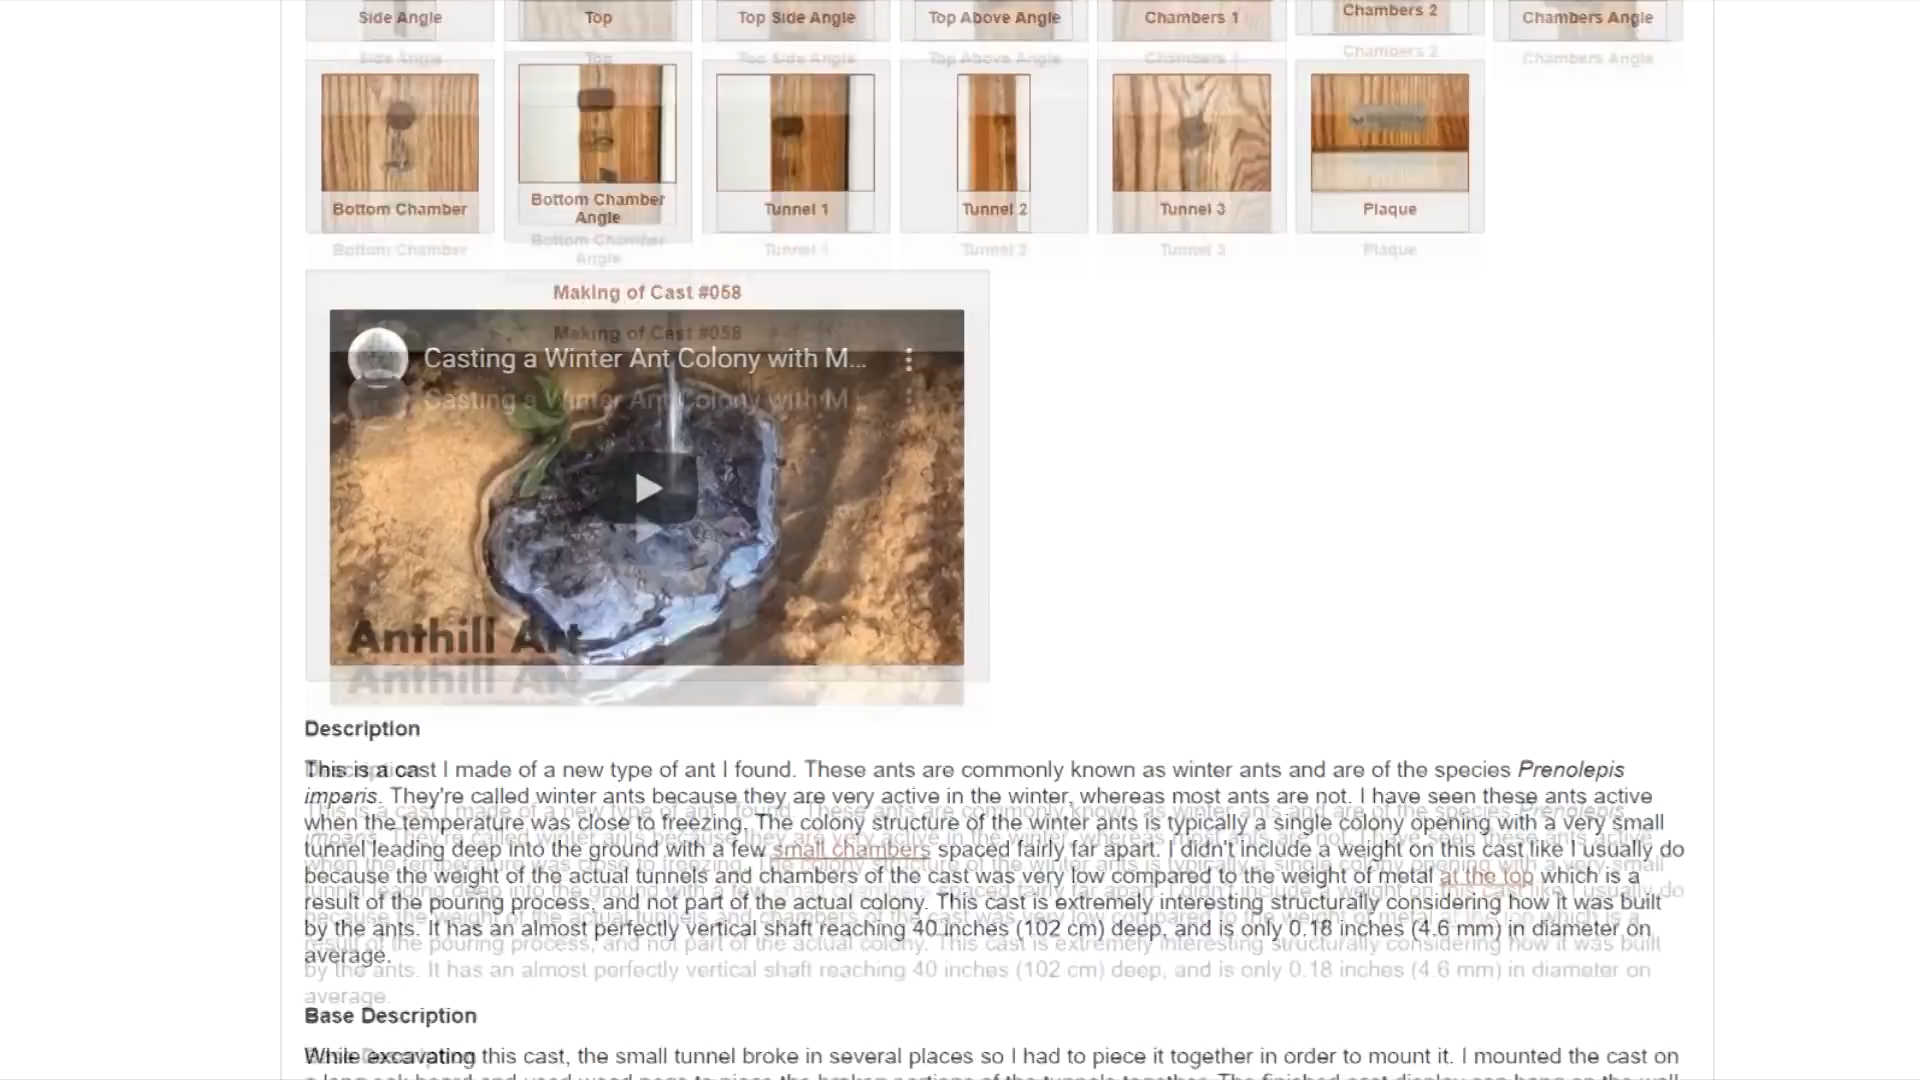 Side Angle
Top
Top Side Angle
Top Above Angle
Chambers 1
Chambers 2
Chambers Angle
Bottom Chamber
Bottom Chamber
Angle
Tunnel 1
Tunnel 2
Tunnel 3
Plaque
Making of Cast #058
Casting a Winter Ant Colony with M...
Anthill Art
Description
This is a cast I made of a new type of ant I found. These ants are commonly known as winter ants and are of the species Prenolepis
imparis. They're called winter ants because they are very active in the winter, whereas most ants are not. I have seen these ants active
when the temperature was close to freezing. The colony structure of the winter ants is typically a single colony opening with a very small
tunnel leading deep into the ground with a few small chambers spaced fairly far apart. I didn't include a weight on this cast like I usually do
because the weight of the actual tunnels and chambers of the cast was very low compared to the weight of metal at the top which is a
result of the pouring process, and not part of the actual colony. This cast is extremely interesting structurally considering how it was built
by the ants. It has an almost perfectly vertical shaft reaching 40 inches (102 cm) deep, and is only 0.18 inches (4.6 mm) in diameter on
average.
Base Description
While excavating this cast, the small tunnel broke in several places so I had to piece it together in order to mount it. I mounted the cast on